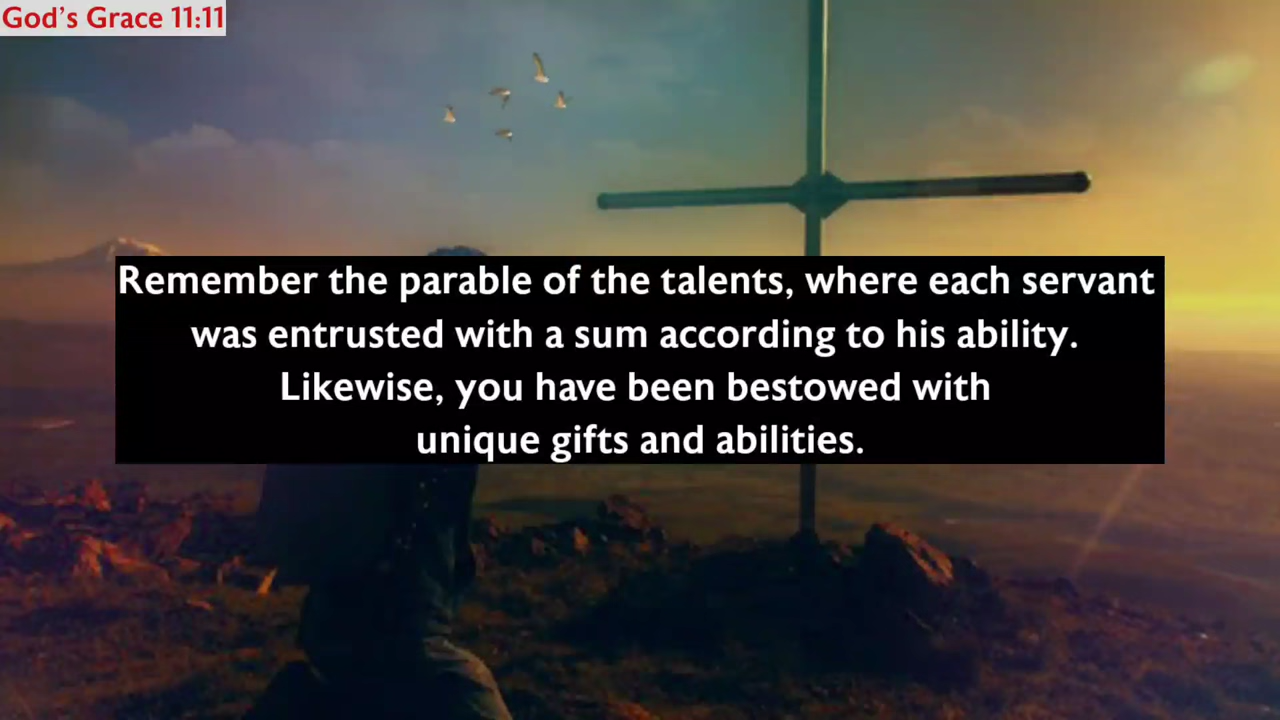 God's Grace 11:11
Remember the parable of the talents, where each servant
was entrusted with a sum according to his ability.
Likewise, you have been bestowed with
unique gifts and abilities.